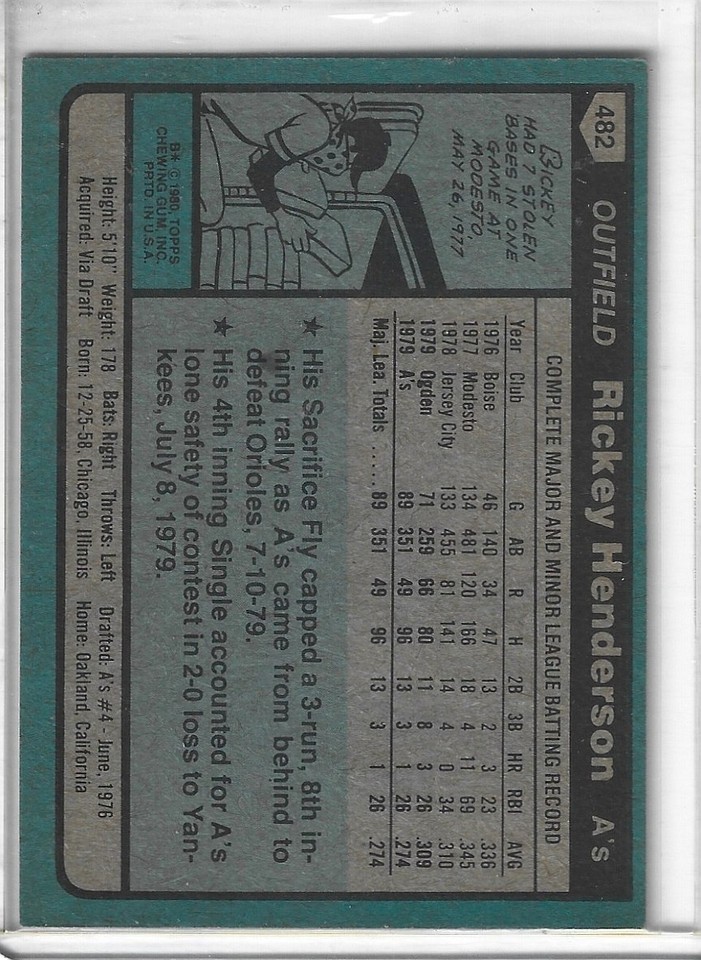 482 OUTFIELD Rickey Henderson A's
RICKEY
HAD 7 STOLEN
BASES IN ONE
GAME AT
MODESTO,
MAY 26, 1977
B* © 1980, TOPPS
CHEWING GUM, INC.
PRTD. IN U.S.A.
COMPLETE MAJOR AND MINOR LEAGUE BATTING RECORD
Year Club G AB R H 2B 3B HR RBI AVG
1976 Boise 46 140 34 47 13 2 3 23 .336
1977 Modesto 134 481 120 166 18 4 11 69 .345
1978 Jersey City 133 455 81 141 14 4 0 34 .310
1979 Ogden 71 259 66 80 11 8 3 26 .309
1979 A's 89 351 49 96 13 3 1 26 .274
Maj. Lea. Totals ...... 89 351 49 96 13 3 1 26 .274
★ His Sacrifice Fly capped a 3-run, 8th in-
ning rally as A's came from behind to
defeat Orioles, 7-10-79.
★ His 4th inning Single accounted for A's
lone safety of contest in 2-0 loss to Yan-
kees, July 8, 1979.
Height: 5'10" Weight: 178 Bats: Right Throws: Left Drafted: A's #4 - June, 1976
Acquired: Via Draft Born: 12-25-58, Chicago, Illinois Home: Oakland, California